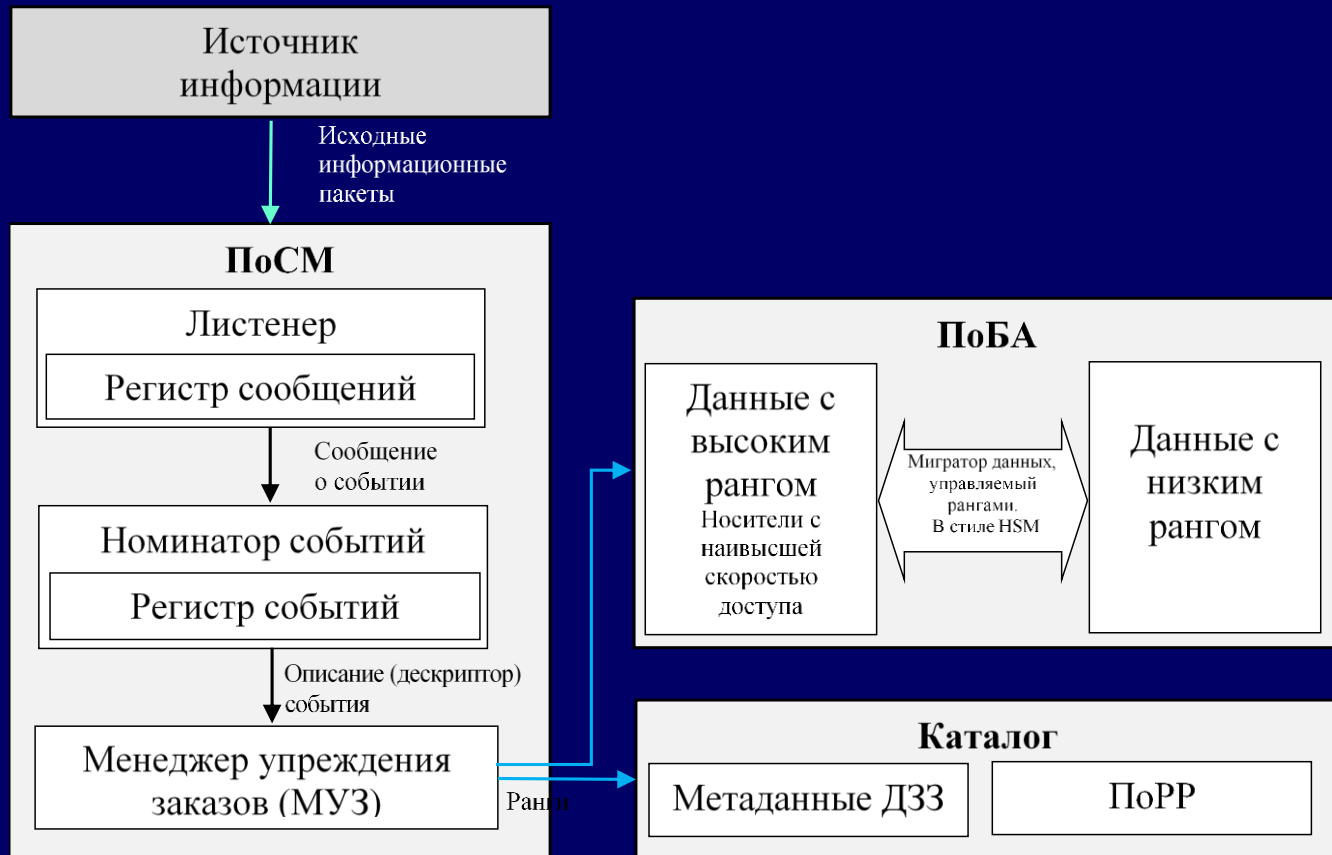 Источник
информации
Исходные
информационные
пакеты
ПоСМ
Листенер
Регистр сообщений
Сообщение
о событии
Номинатор событий
Регистр событий
Описание (дескриптор)
события
Менеджер упреждения
заказов (МУЗ)
Ранги
ПоБА
Данные с
высоким
рангом
Носители с
наивысшей
скоростью
доступа
Мигратор данных,
управляемый
рангами.
В стиле HSM
Данные с
низким
рангом
Каталог
Метаданные ДЗЗ
ПоРР